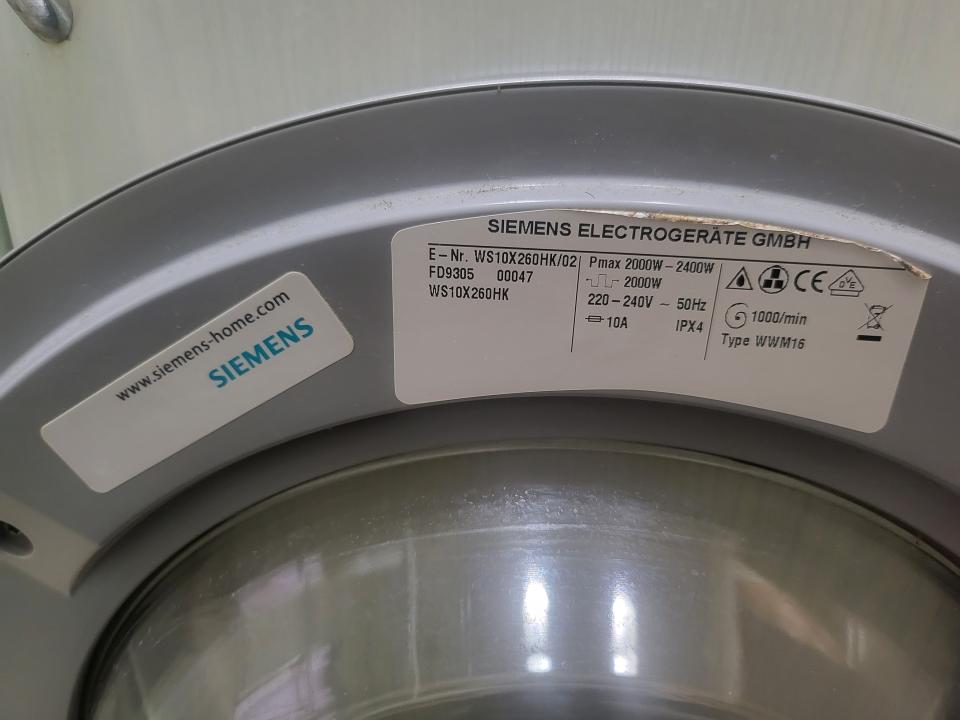 www.siemens-home.com
SIEMENS
SIEMENS ELECTROGERÄTE GMBH
E-Nr. WS10X260HK/02
FD9305 00047
WS10X260HK
Pmax 2000W-2400W
2000W
220-240V ~ 50Hz
10A IPX4
CE DVE
1000/min
Type WWM16